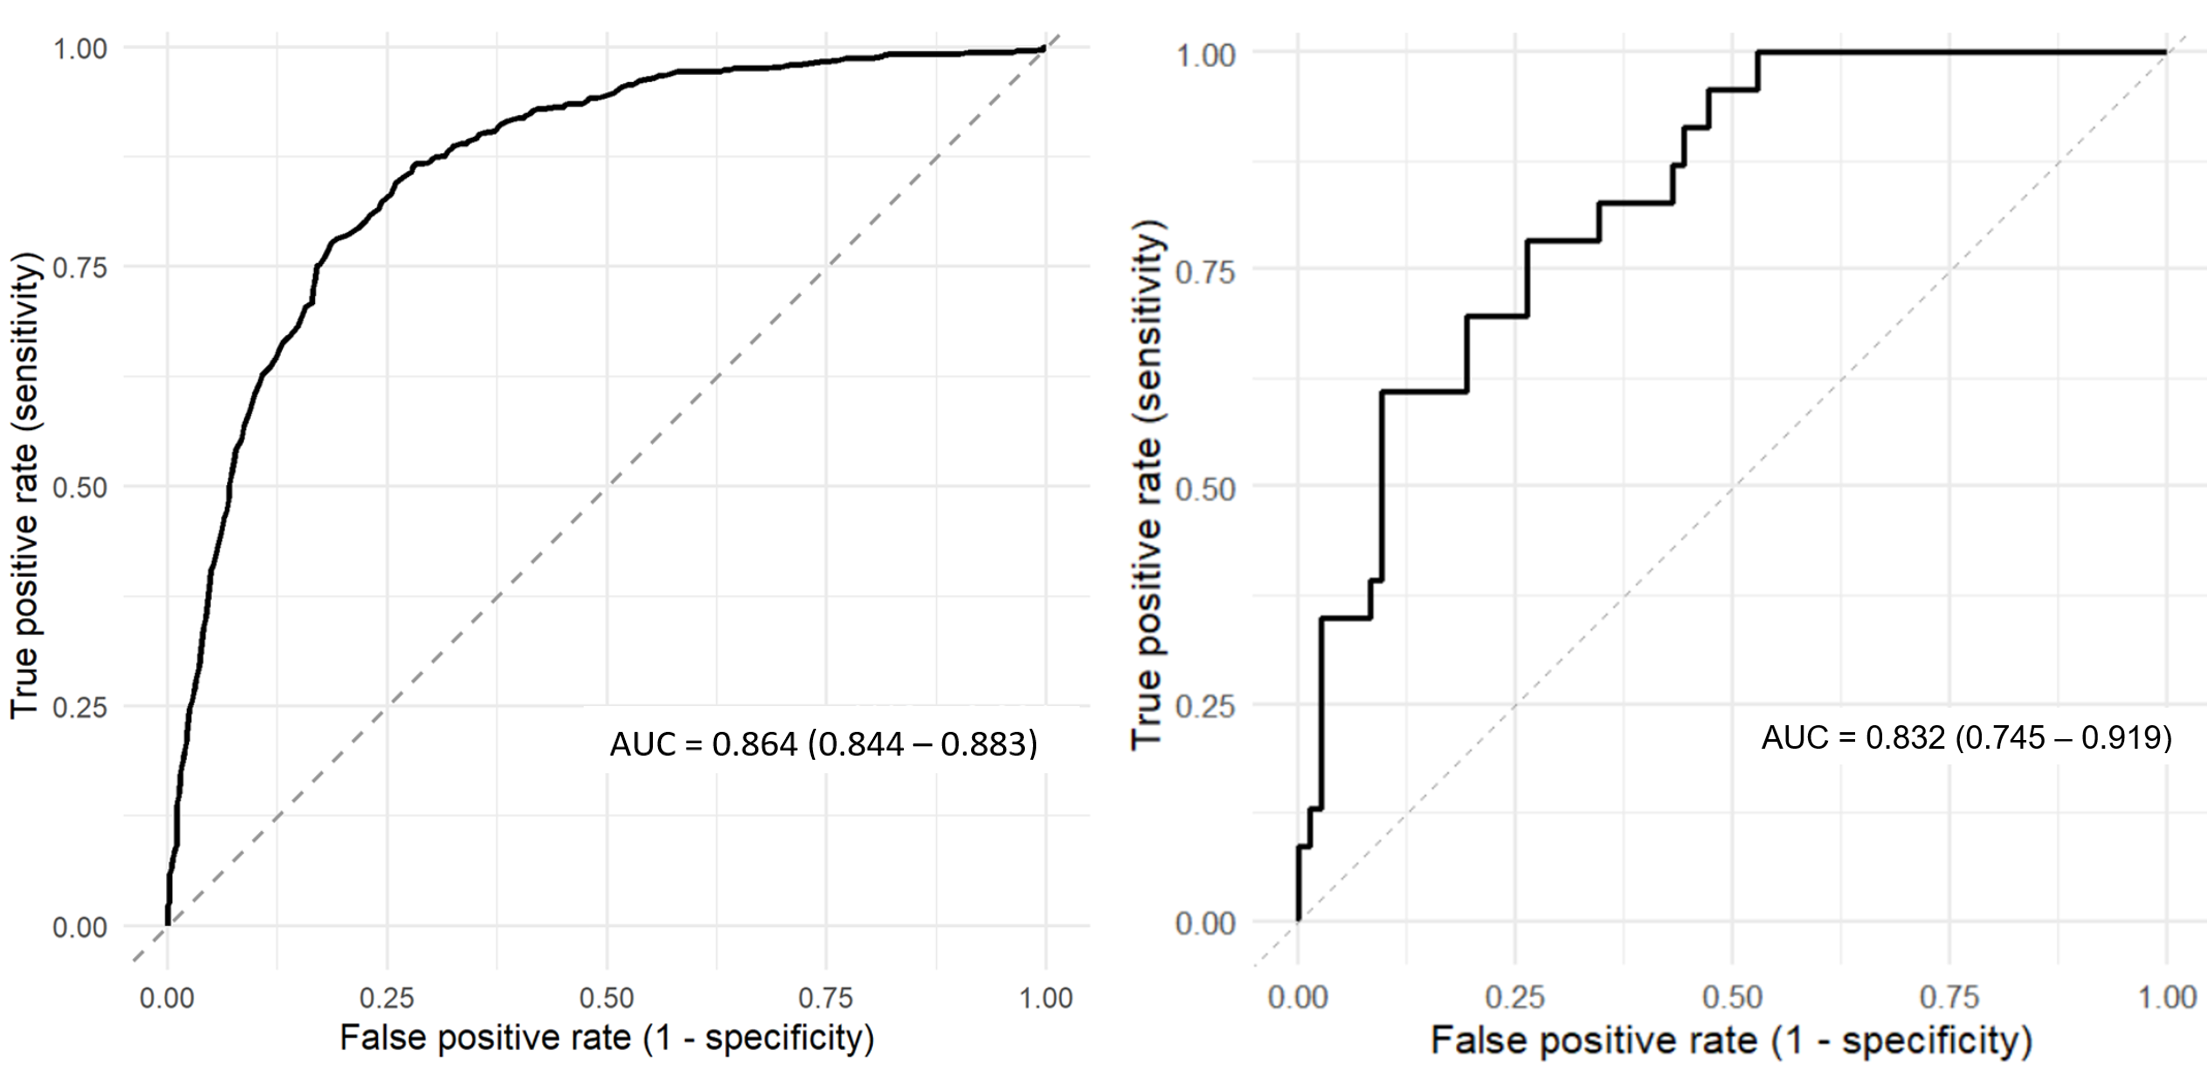 True positive rate (sensitivity)
1.00
0.75
0.50
0.25
0.00
AUC = 0.864 (0.844 – 0.883)
0.00 0.25 0.50 0.75 1.00
False positive rate (1 - specificity)
True positive rate (sensitivity)
1.00
0.75
0.50
0.25
0.00
AUC = 0.832 (0.745 – 0.919)
0.00 0.25 0.50 0.75 1.00
False positive rate (1 - specificity)